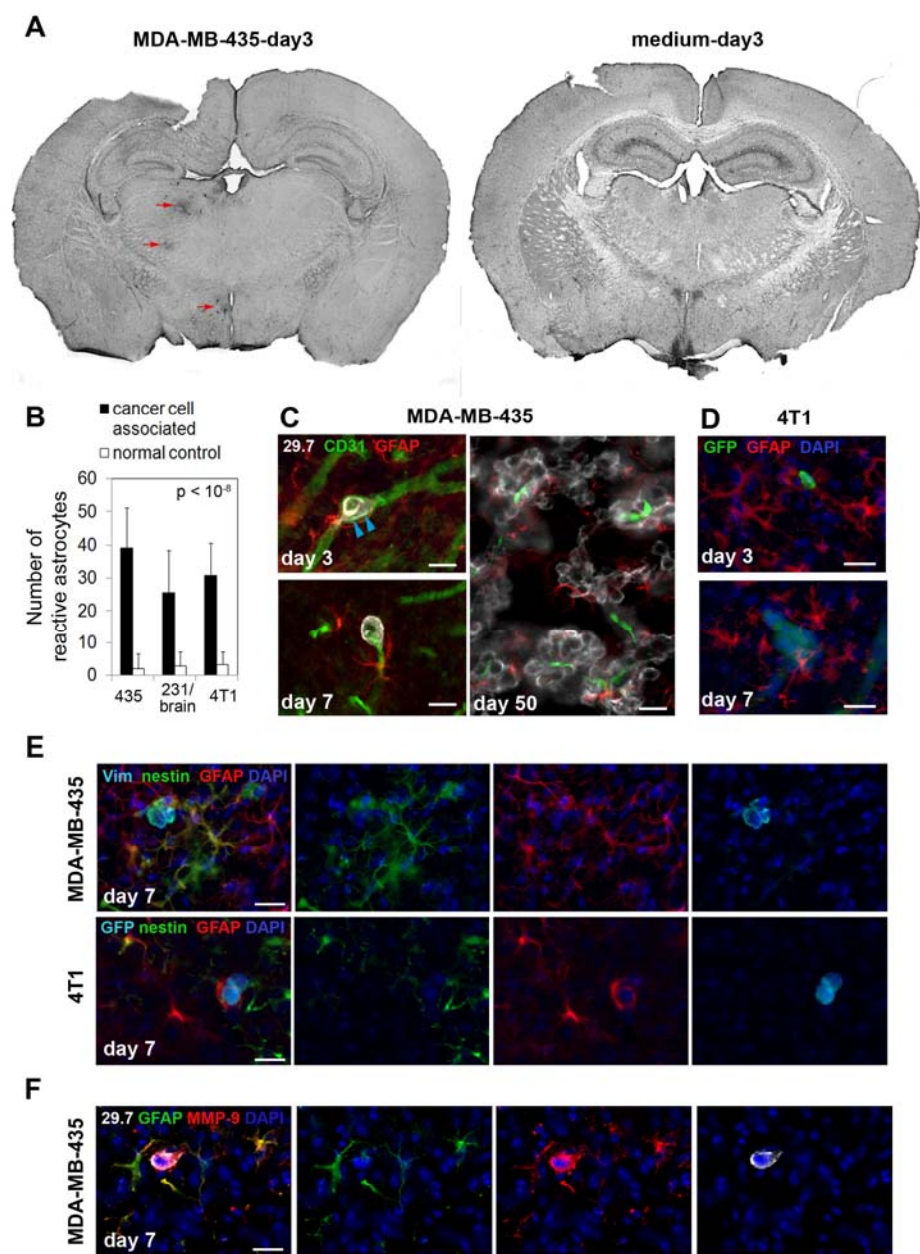 A
MDA-MB-435-day3
medium-day3
B
cancer cell
associated
normal control
p < 10-8
Number of
reactive astrocytes
60
50
40
30
20
10
0
435
231/
brain
4T1
C
MDA-MB-435
29.7 CD31 GFAP
day 3
day 7
day 50
D
4T1
GFP GFAP DAPI
day 3
day 7
E
MDA-MB-435
Vim nestin GFAP DAPI
day 7
4T1
GFP nestin GFAP DAPI
day 7
F
MDA-MB-435
29.7 GFAP MMP-9 DAPI
day 7